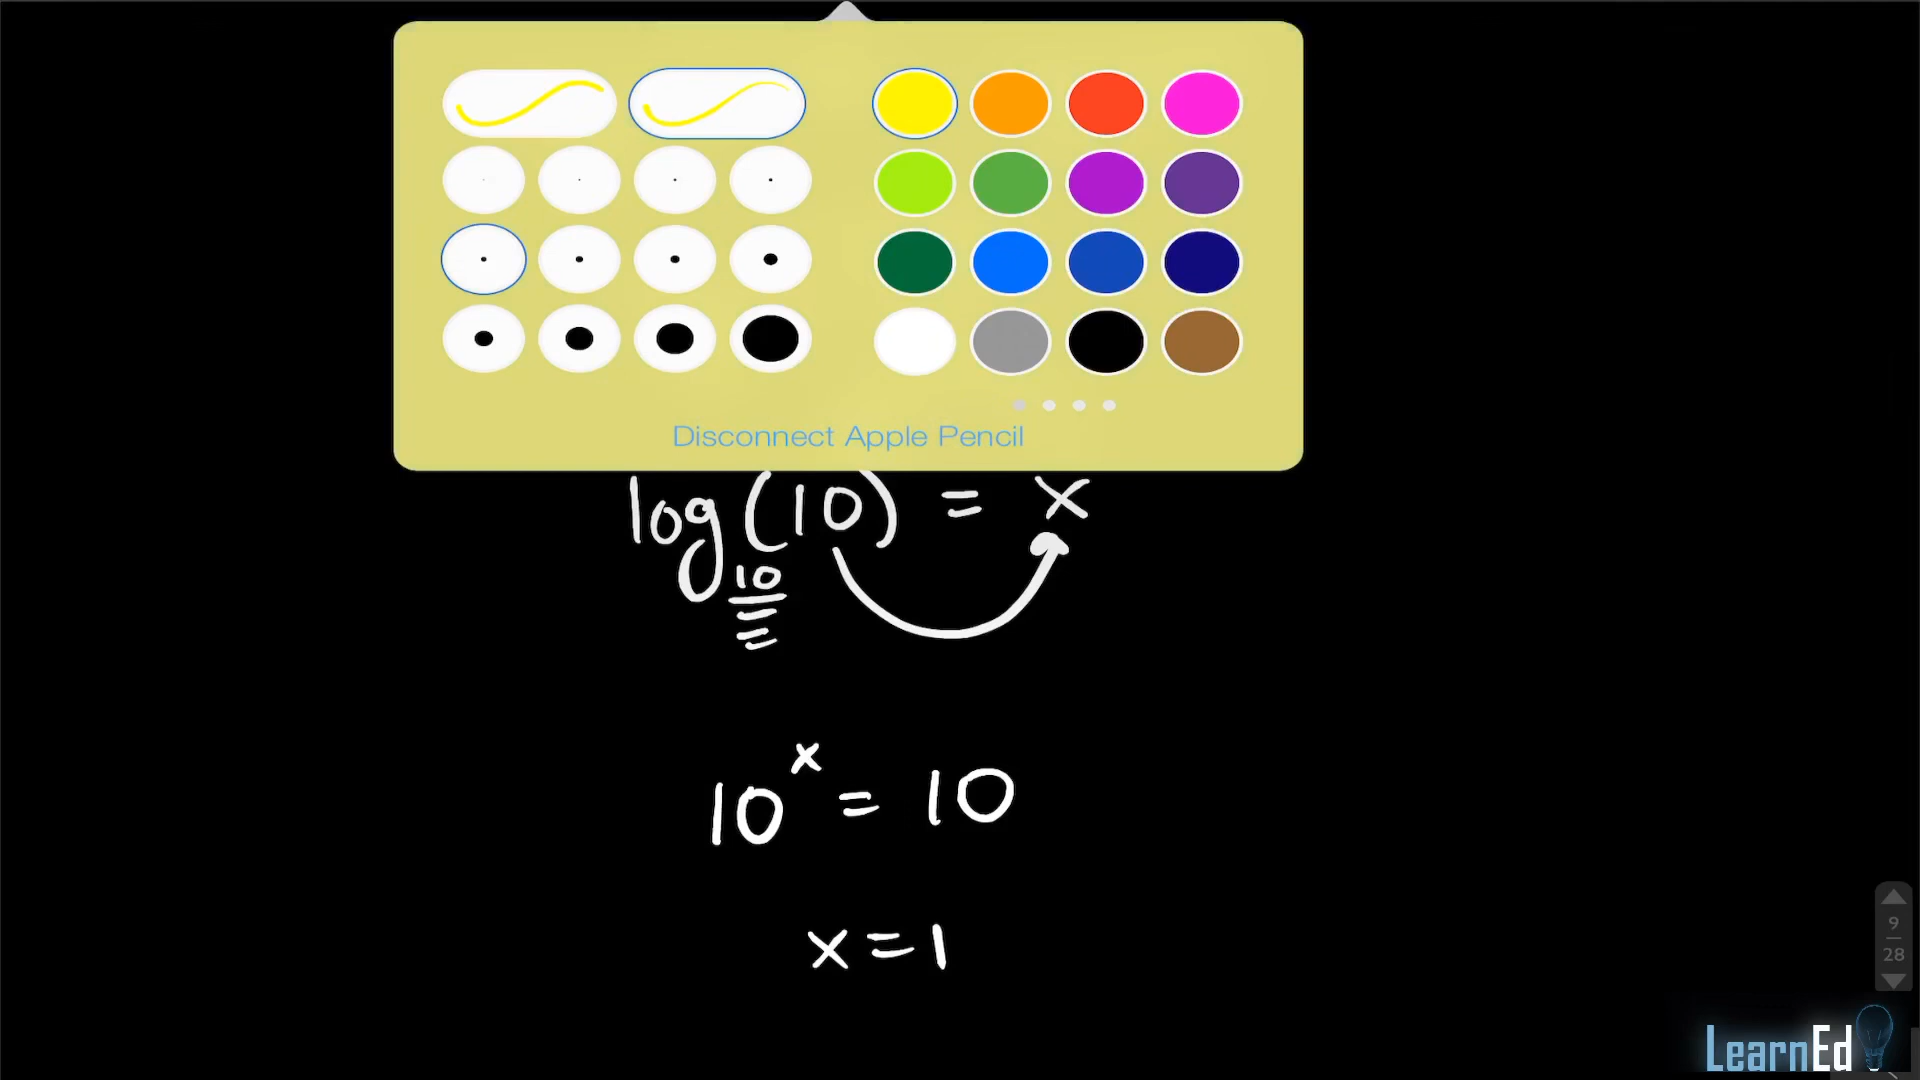 Disconnect Apple Pencil
log₁₀(10) = x
10ˣ = 10
x = 1
9
28
LearnEd